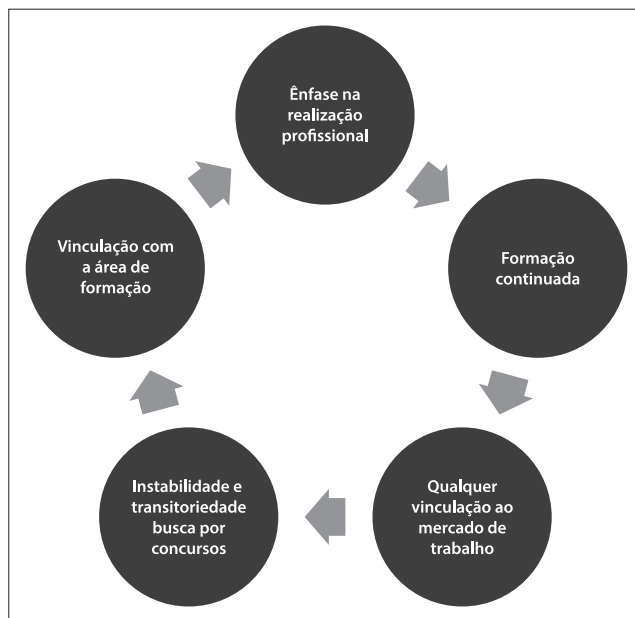 Ênfase na
realização
profissional
Formação
continuada
Qualquer
vinculação ao
mercado de
trabalho
Instabilidade e
transitoriedade
busca por
concursos
Vinculação com
a área de
formação